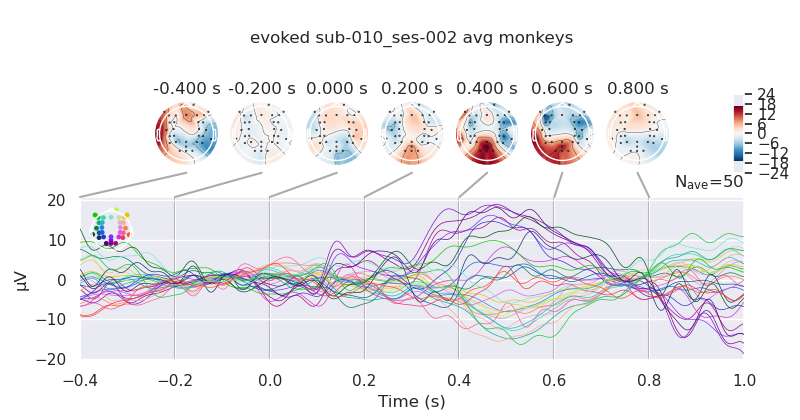 evoked sub-010_ses-002 avg monkeys
-0.400 s -0.200 s 0.000 s 0.200 s 0.400 s 0.600 s 0.800 s
24
18
12
6
0
−6
−12
−18
−24
Nave=50
20
10
0
−10
−20
µV
−0.4 −0.2 0.0 0.2 0.4 0.6 0.8 1.0
Time (s)